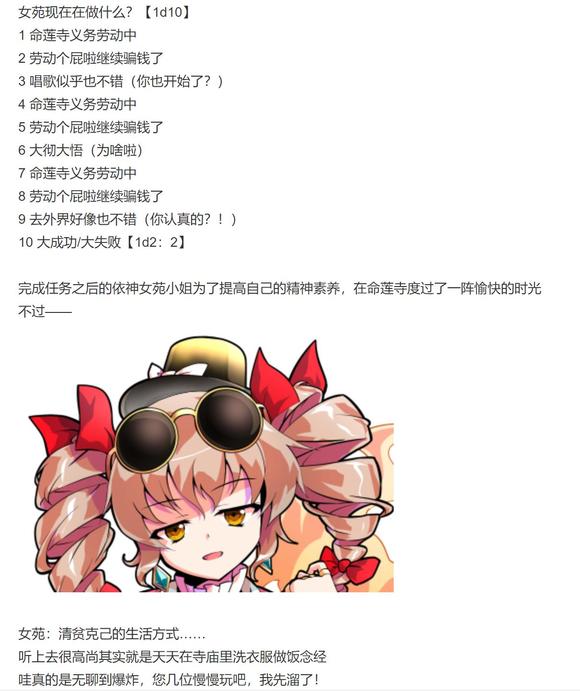 女苑现在在做什么？【1d10】
1 命莲寺义务劳动中
2 劳动个屁啦继续骗钱了
3 唱歌似乎也不错（你也开始了？）
4 命莲寺义务劳动中
5 劳动个屁啦继续骗钱了
6 大彻大悟（为啥啦）
7 命莲寺义务劳动中
8 劳动个屁啦继续骗钱了
9 去外界好像也不错（你认真的？！）
10 大成功/大失败【1d2：2】
完成任务之后的依神女苑小姐为了提高自己的精神素养，在命莲寺度过了一阵愉快的时光
不过——
女苑：清贫克己的生活方式……
听上去很高尚其实就是天天在寺庙里洗衣服做饭念经
哇真的是无聊到爆炸，您几位慢慢玩吧，我先溜了！